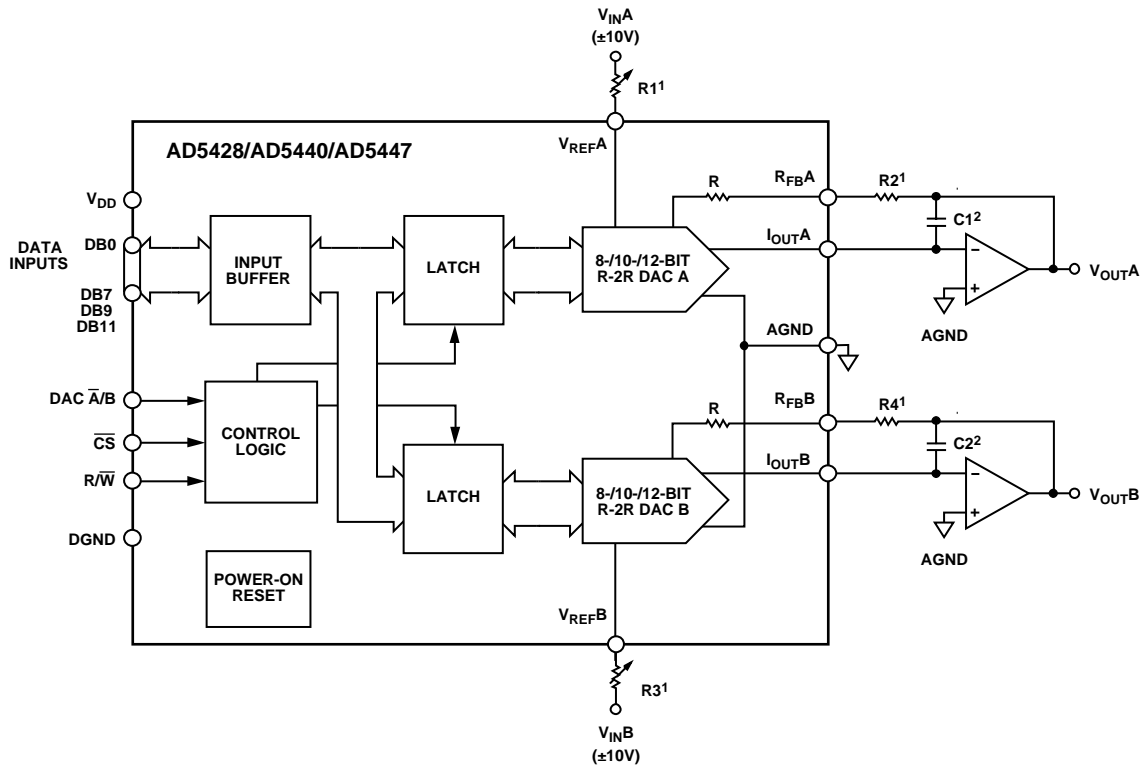 VINA
(±10V)
R1¹
AD5428/AD5440/AD5447
VREFA
VDD
R
RFBA
R2¹
DATA
INPUTS
DB0
INPUT
BUFFER
LATCH
8-/10-/12-BIT
R-2R DAC A
IOUTA
C1²
−
+
VOUTA
DB7
DB9
DB11
AGND
AGND
DAC A̅/B
C̅S̅
R/W̅
CONTROL
LOGIC
R
RFBB
R4¹
LATCH
8-/10-/12-BIT
R-2R DAC B
IOUTB
C2²
−
+
VOUTB
DGND
AGND
POWER-ON
RESET
VREFB
R3¹
VINB
(±10V)